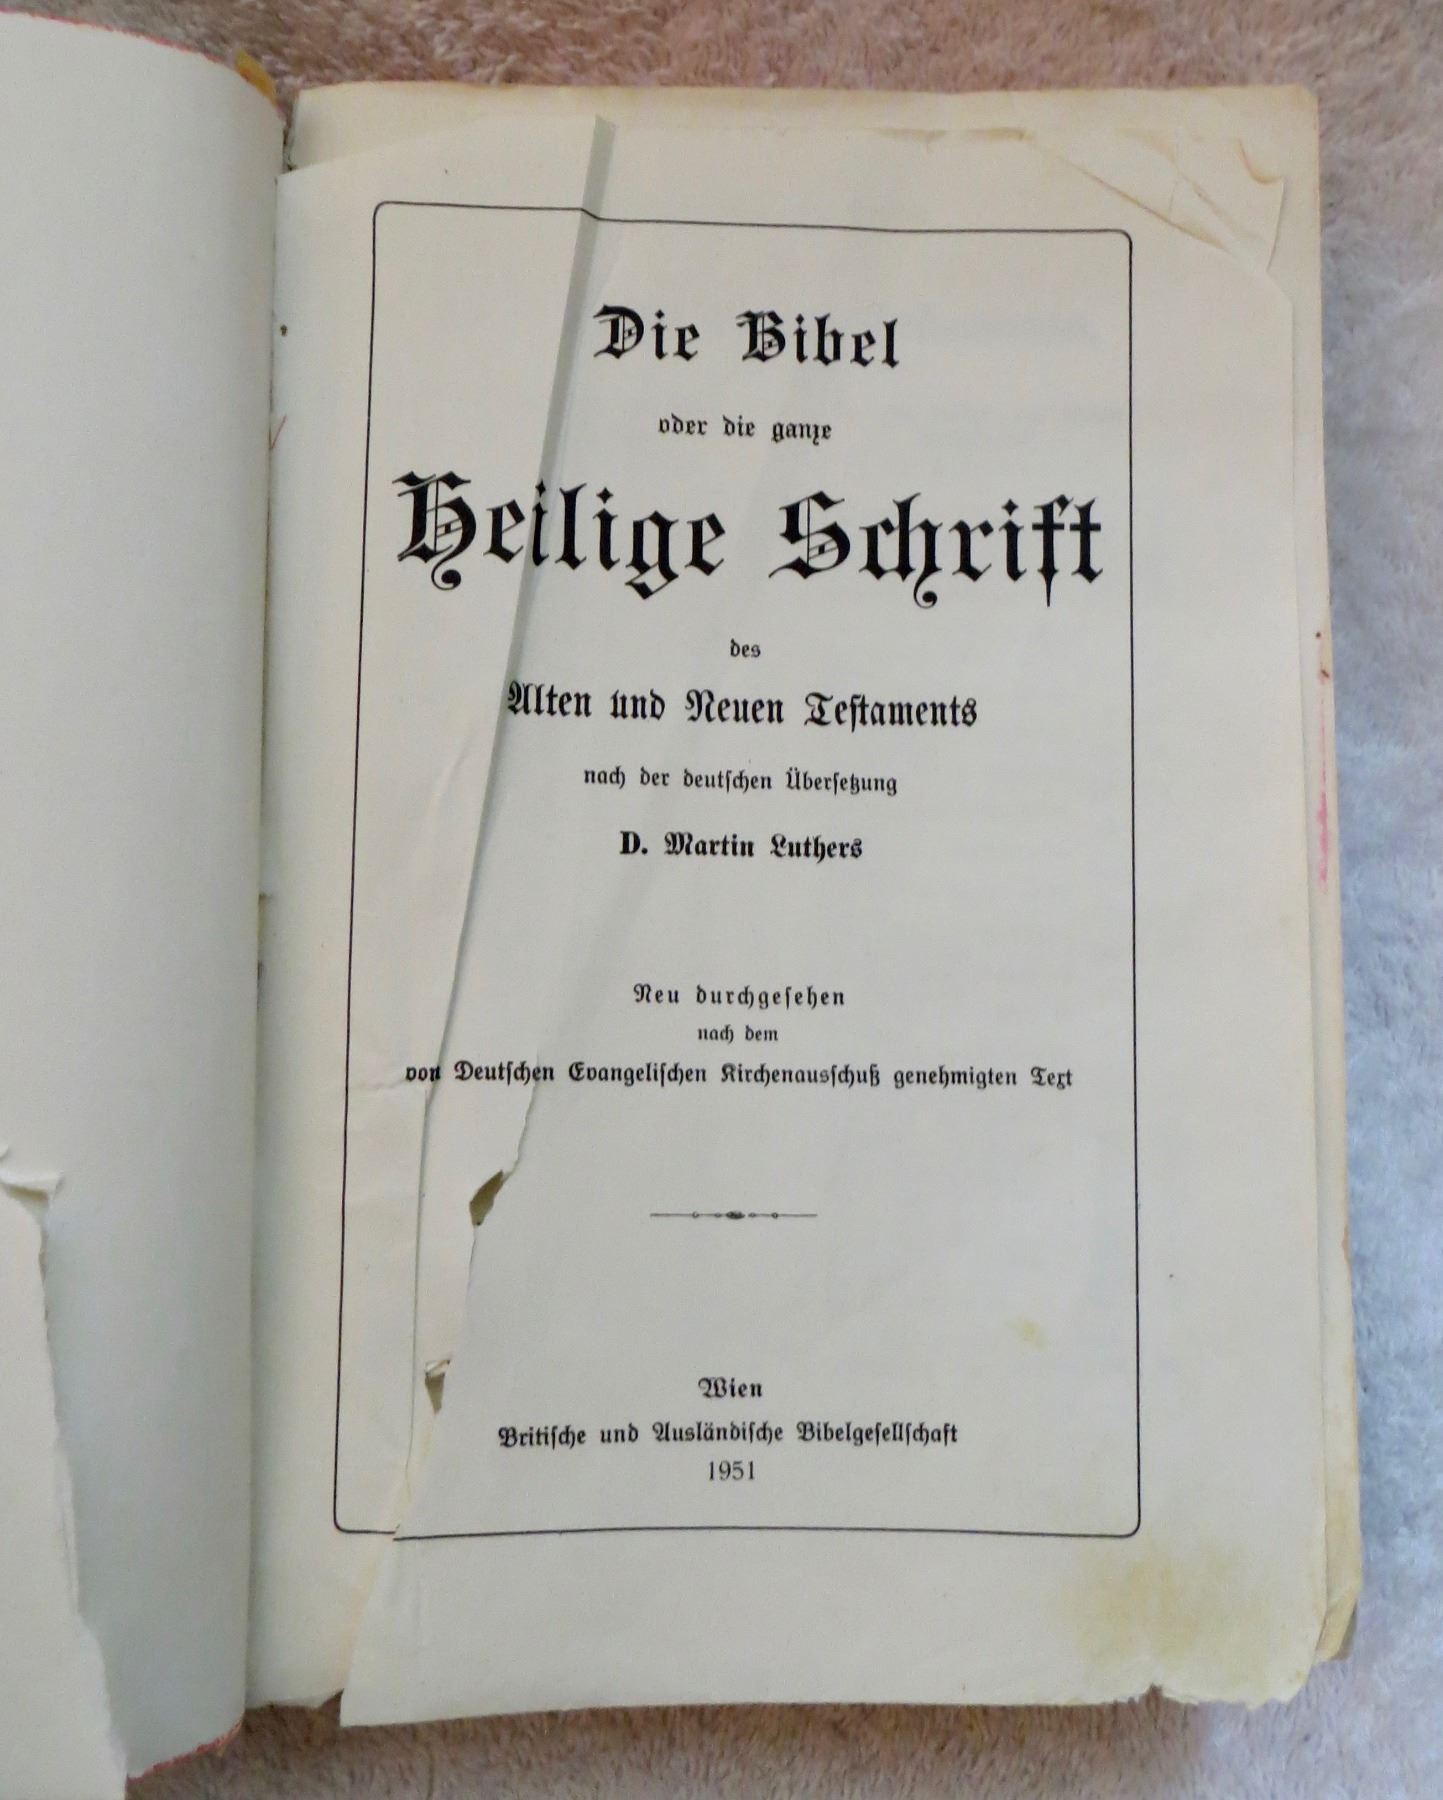 Die Bibel
oder die ganze
Heilige Schrift
des
Alten und Neuen Testaments
nach der deutschen Übersetzung
D. Martin Luthers
Neu durchgesehen
nach dem
von Deutschen Evangelischen Kirchenausschuß genehmigten Text
Wien
Britische und Ausländische Bibelgesellschaft
1951